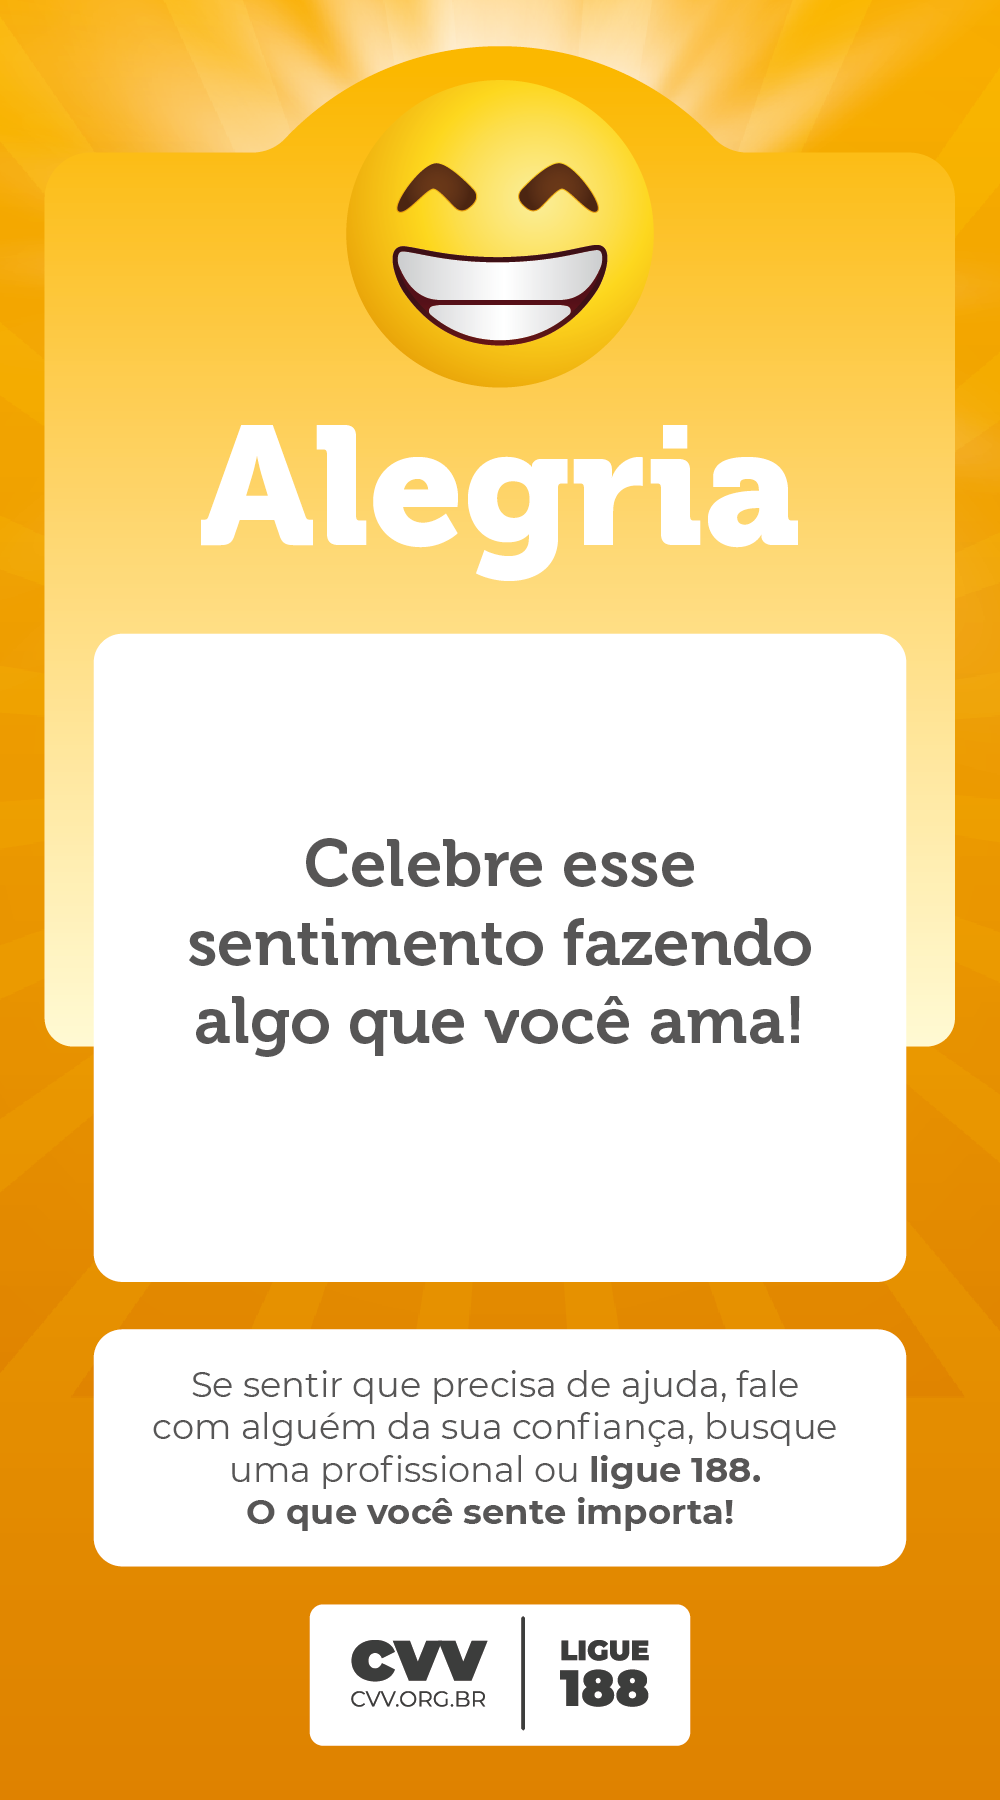 Alegria
Celebre esse
sentimento fazendo
algo que você ama!
Se sentir que precisa de ajuda, fale
com alguém da sua confiança, busque
uma profissional ou ligue 188.
O que você sente importa!
CVV
CVV.ORG.BR
LIGUE
188